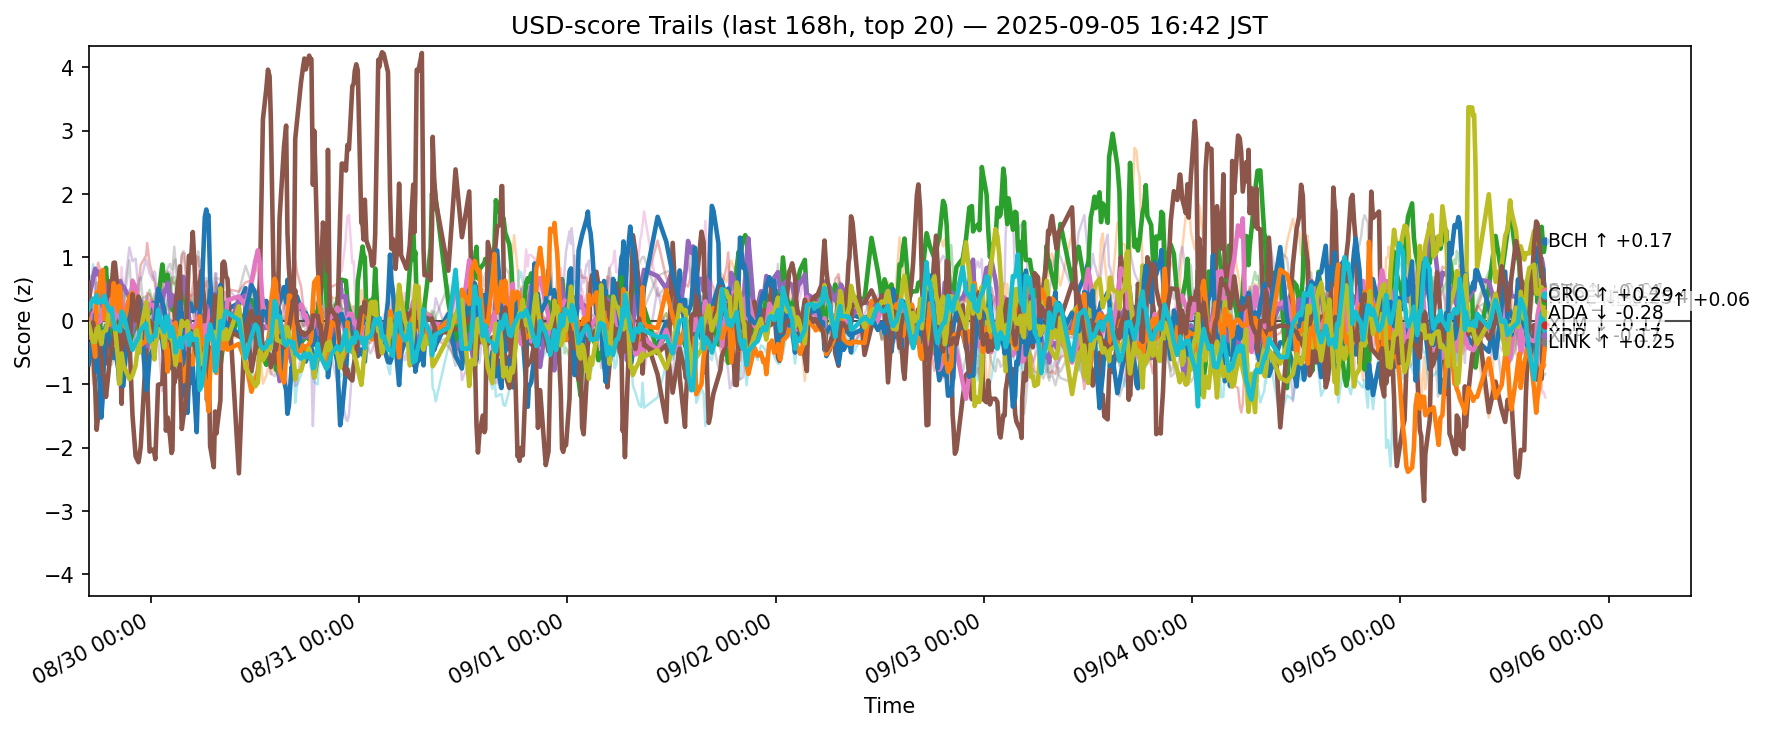 USD-score Trails (last 168h, top 20) — 2025-09-05 16:42 JST
Score (z)
4
3
2
1
0
−1
−2
−3
−4
BCH ↑ +0.17
CRO ↑ +0.29
↑ +0.06
ADA ↓ -0.28
XLM ↓ -0.17
LINK ↑ +0.25
08/30 00:00
08/31 00:00
09/01 00:00
09/02 00:00
09/03 00:00
09/04 00:00
09/05 00:00
09/06 00:00
Time